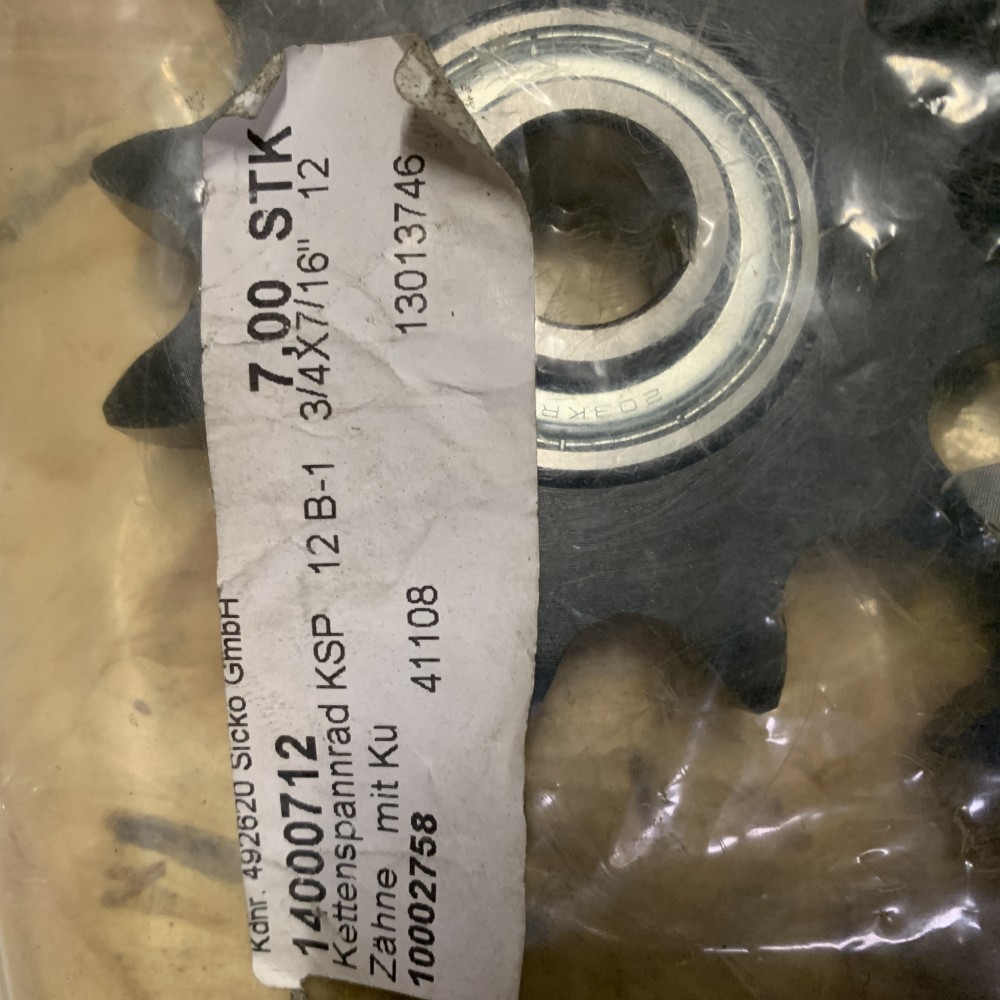 Kdnr. 492620 Sicko GmbH
14000712 7,00 STK
Kettenspannrad KSP 12 B-1 3/4X7/16" 12
Zähne mit Ku
10002758 41108 13013746
203KR